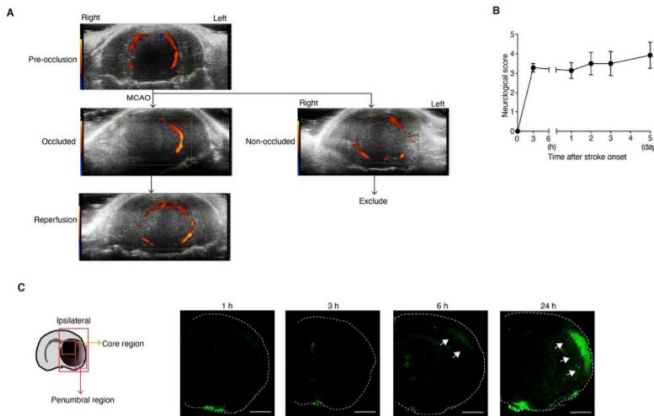 A
Right
Left
Pre-occlusion
MCAO
Occluded
Right
Left
Non-occluded
Exclude
Reperfusion
B
Neurological score
5
4
3
2
1
0
0 3 6 1 2 3 5
(h) (day)
Time after stroke onset
C
Ipsilateral
Core region
Penumbral region
1 h
3 h
6 h
24 h